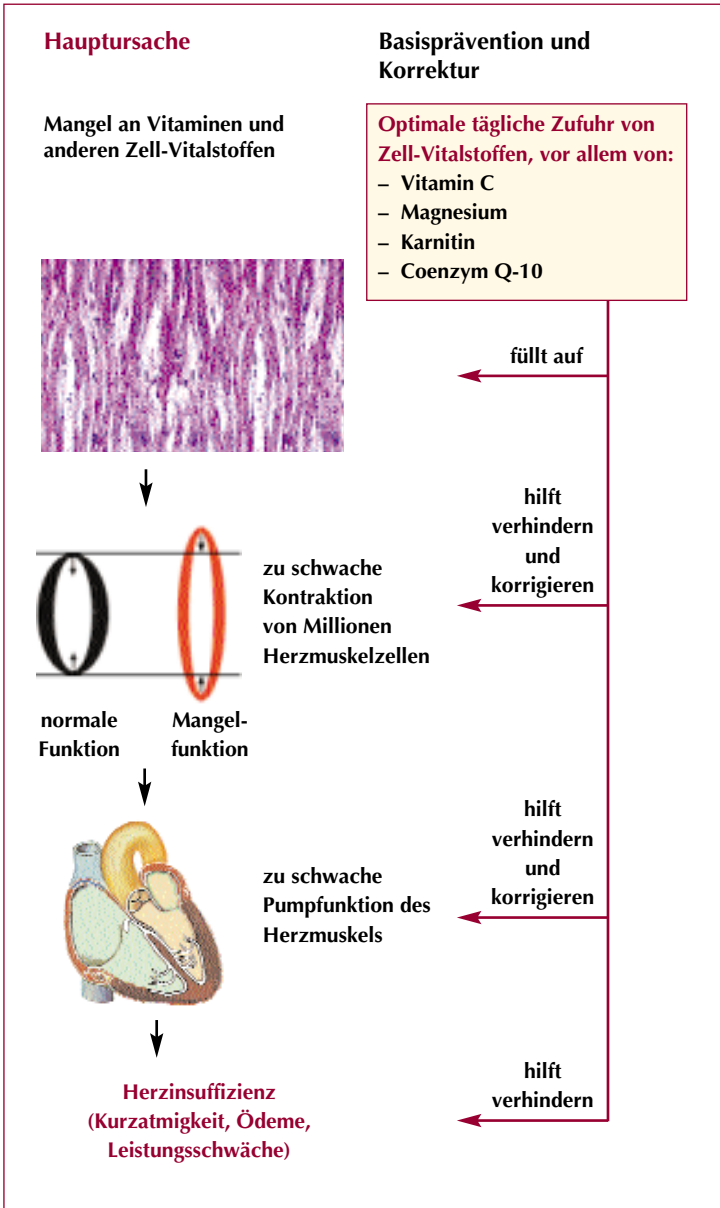 Hauptursache
Basisprävention und
Korrektur
Mangel an Vitaminen und
anderen Zell-Vitalstoffen
Optimale tägliche Zufuhr von
Zell-Vitalstoffen, vor allem von:
– Vitamin C
– Magnesium
– Karnitin
– Coenzym Q-10
füllt auf
hilft
verhindern
und
korrigieren
zu schwache
Kontraktion
von Millionen
Herzmuskelzellen
normale
Funktion
Mangel-
funktion
hilft
verhindern
und
korrigieren
zu schwache
Pumpfunktion des
Herzmuskels
hilft
verhindern
Herzinsuffizienz
(Kurzatmigkeit, Ödeme,
Leistungsschwäche)